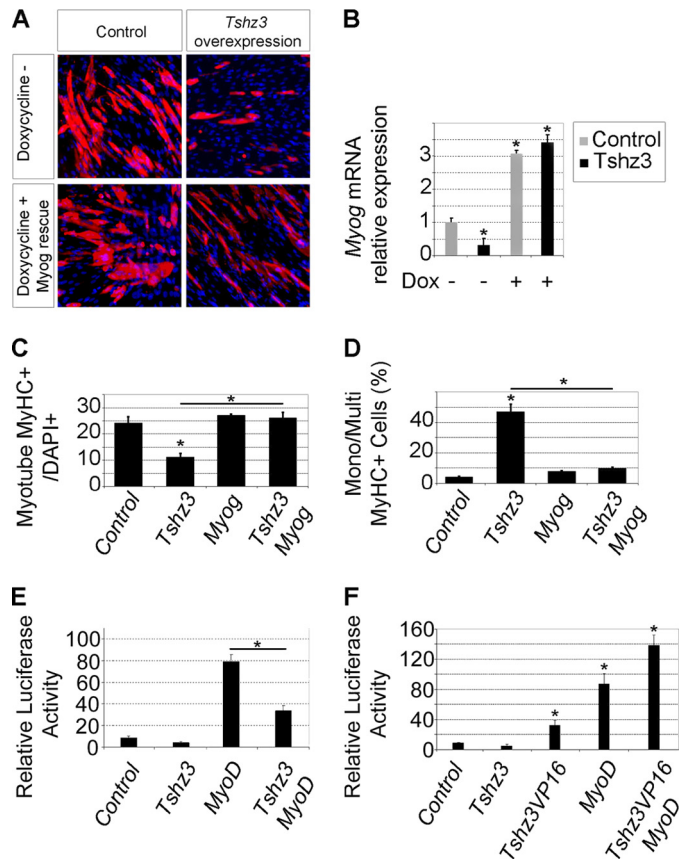 A
Control
Tshz3
overexpression
Doxycycline -
Doxycycline +
Myog rescue
B
Myog mRNA
relative expression
3
2
1
0
*
*
*
Control
Tshz3
Dox - - + +
C
Myotube MyHC+
/DAPI+
30
20
10
0
*
*
Control
Tshz3
Myog
Tshz3
Myog
D
Mono/Multi
MyHC+ Cells (%)
40
20
0
*
*
Control
Tshz3
Myog
Tshz3
Myog
E
Relative Luciferase
Activity
100
80
60
40
20
0
*
Control
Tshz3
MyoD
Tshz3
MyoD
F
Relative Luciferase
Activity
160
120
80
40
0
*
*
*
Control
Tshz3
Tshz3VP16
MyoD
Tshz3VP16
MyoD